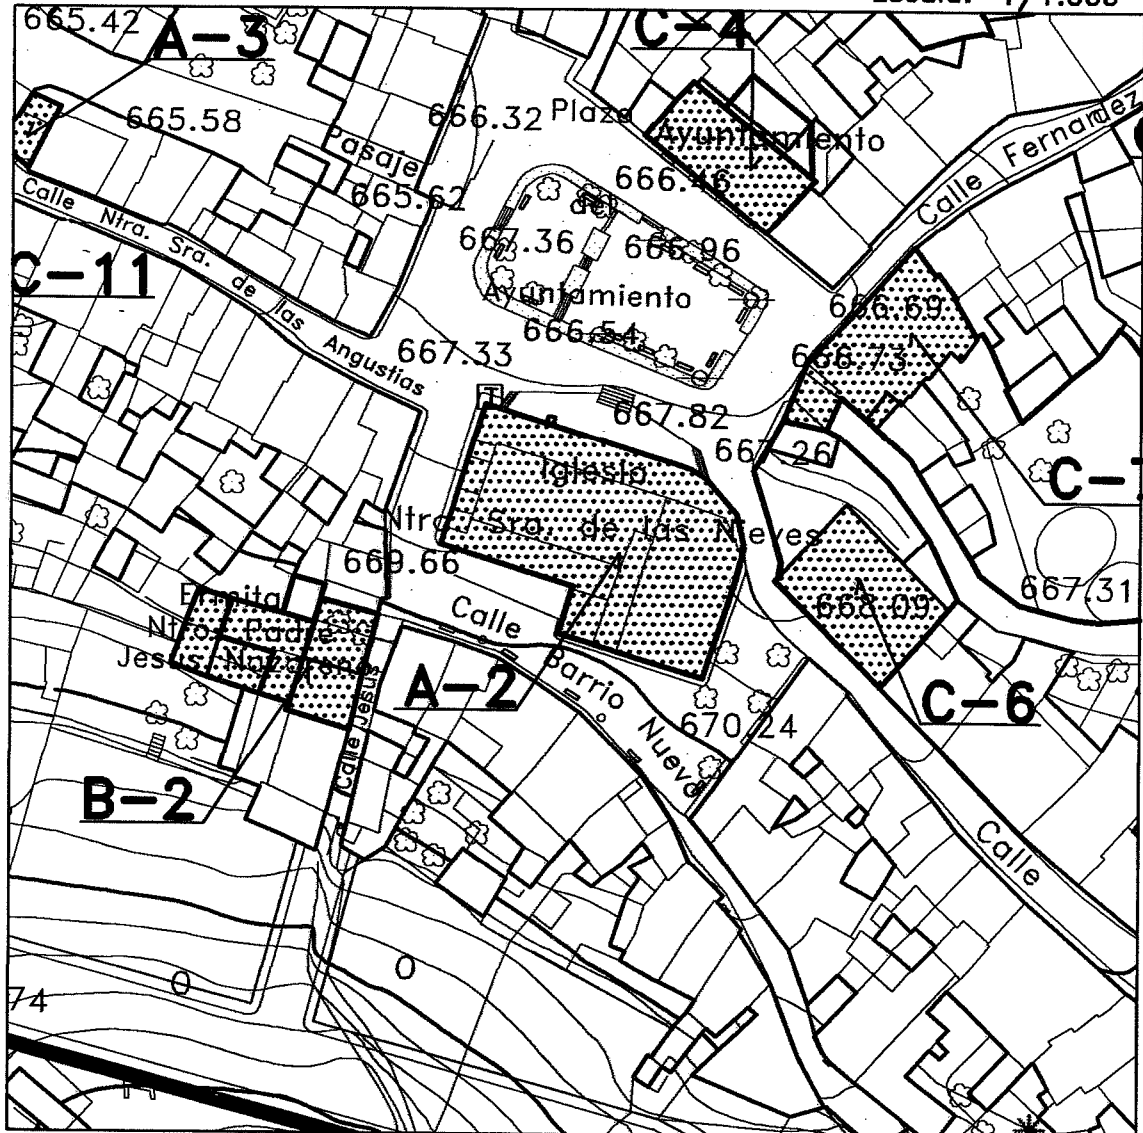 665.42
A-3
C-4
665.58
666.32
Plaza
Ayuntamiento
Calle Fernandez
Pasaje
665.62
666.46
del
Calle Ntra. Sra. de las Angustias
667.36
666.96
C-11
Ayuntamiento
666.69
666.54
667.33
666.73
667.82
667.26
Iglesia
C-
Ntra. Sra. de las Nieves
669.66
667.31
668.09
Ermita
Ntro. Padre
Jesus Nazareno
Calle Barrio Nuevo
A-2
C-6
Calle Jesus
670.24
B-2
Calle
0
0
74